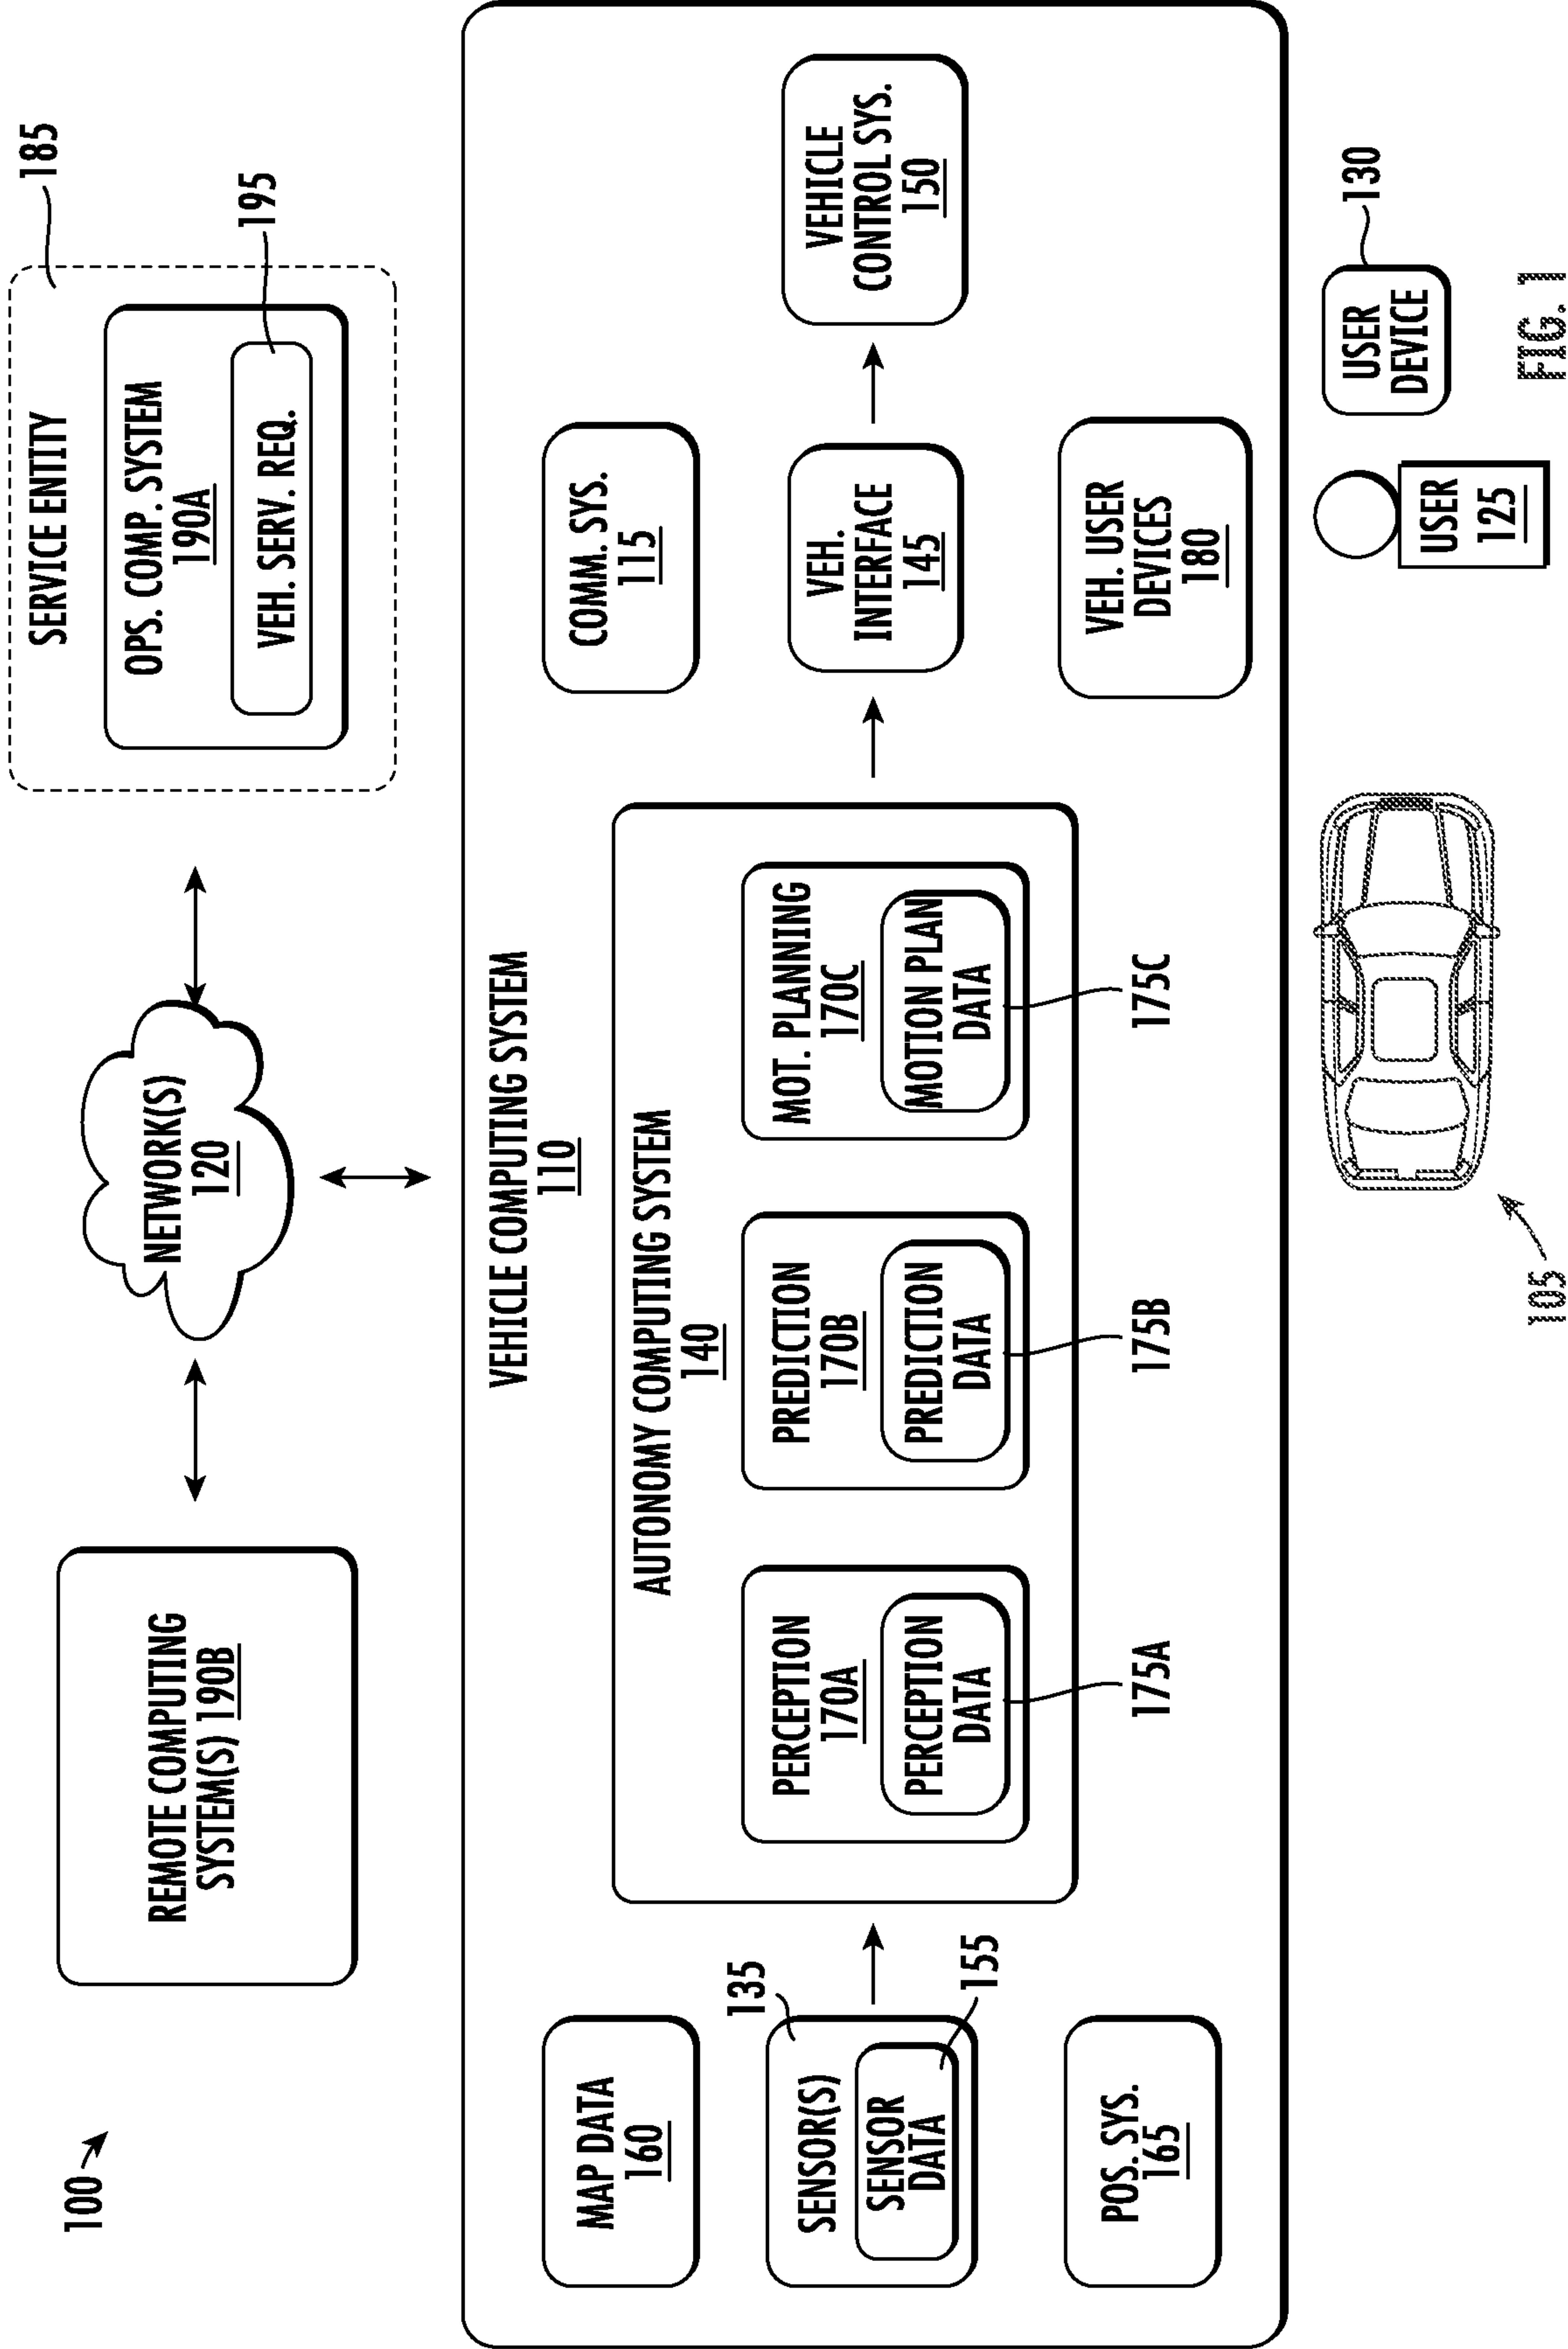 100
REMOTE COMPUTING
SYSTEM(S) 190B
NETWORK(S)
120
SERVICE ENTITY
185
OPS. COMP. SYSTEM
190A
VEH. SERV. REQ.
195
VEHICLE COMPUTING SYSTEM
110
MAP DATA
160
SENSOR(S)
135
SENSOR
DATA
155
POS. SYS.
165
AUTONOMY COMPUTING SYSTEM
140
PERCEPTION
170A
PERCEPTION
DATA
175A
PREDICTION
170B
PREDICTION
DATA
175B
MOT. PLANNING
170C
MOTION PLAN
DATA
175C
COMM. SYS.
115
VEH.
INTERFACE
145
VEH. USER
DEVICES
180
VEHICLE
CONTROL SYS.
150
105
USER
125
USER
DEVICE
130
FIG. 1